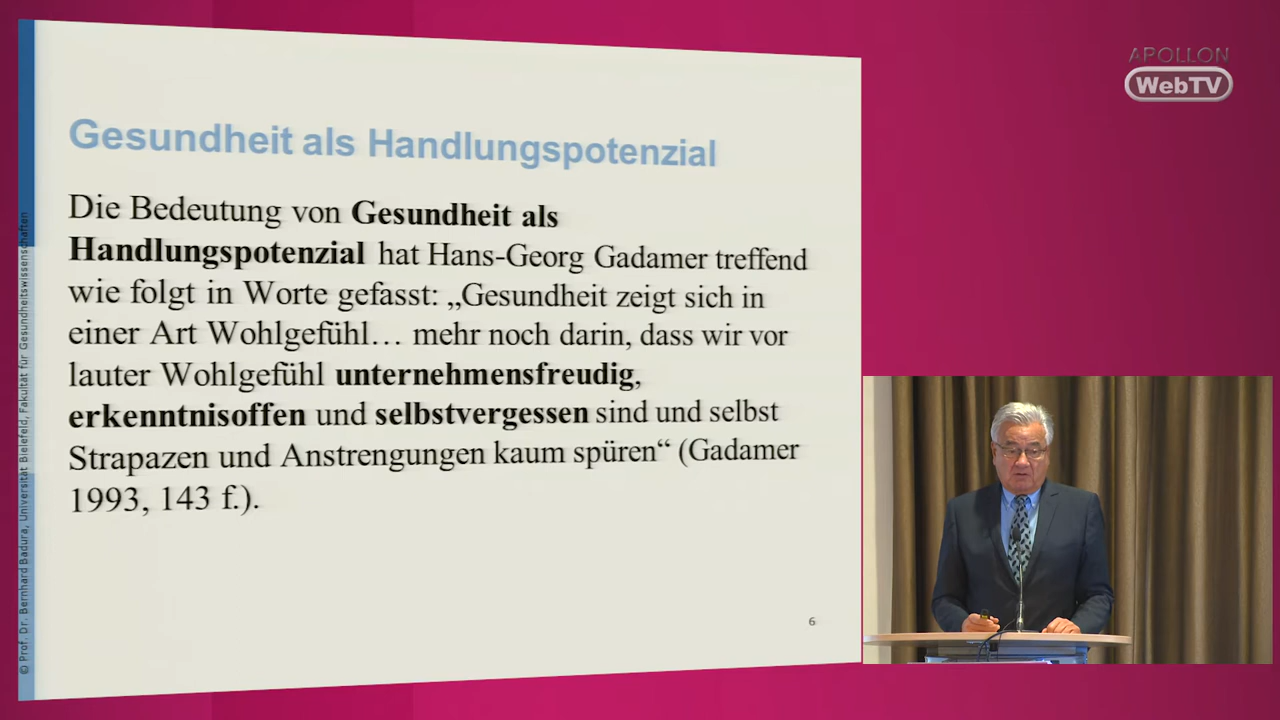 APOLLON
WebTV
Gesundheit als Handlungspotenzial
Die Bedeutung von Gesundheit als
Handlungspotenzial hat Hans-Georg Gadamer treffend
wie folgt in Worte gefasst: „Gesundheit zeigt sich in
einer Art Wohlgefühl… mehr noch darin, dass wir vor
lauter Wohlgefühl unternehmensfreudig,
erkenntnisoffen und selbstvergessen sind und selbst
Strapazen und Anstrengungen kaum spüren“ (Gadamer
1993, 143 f.).
6
© Prof. Dr. Bernhard Badura, Universität Bielefeld, Fakultät für Gesundheitswissenschaften